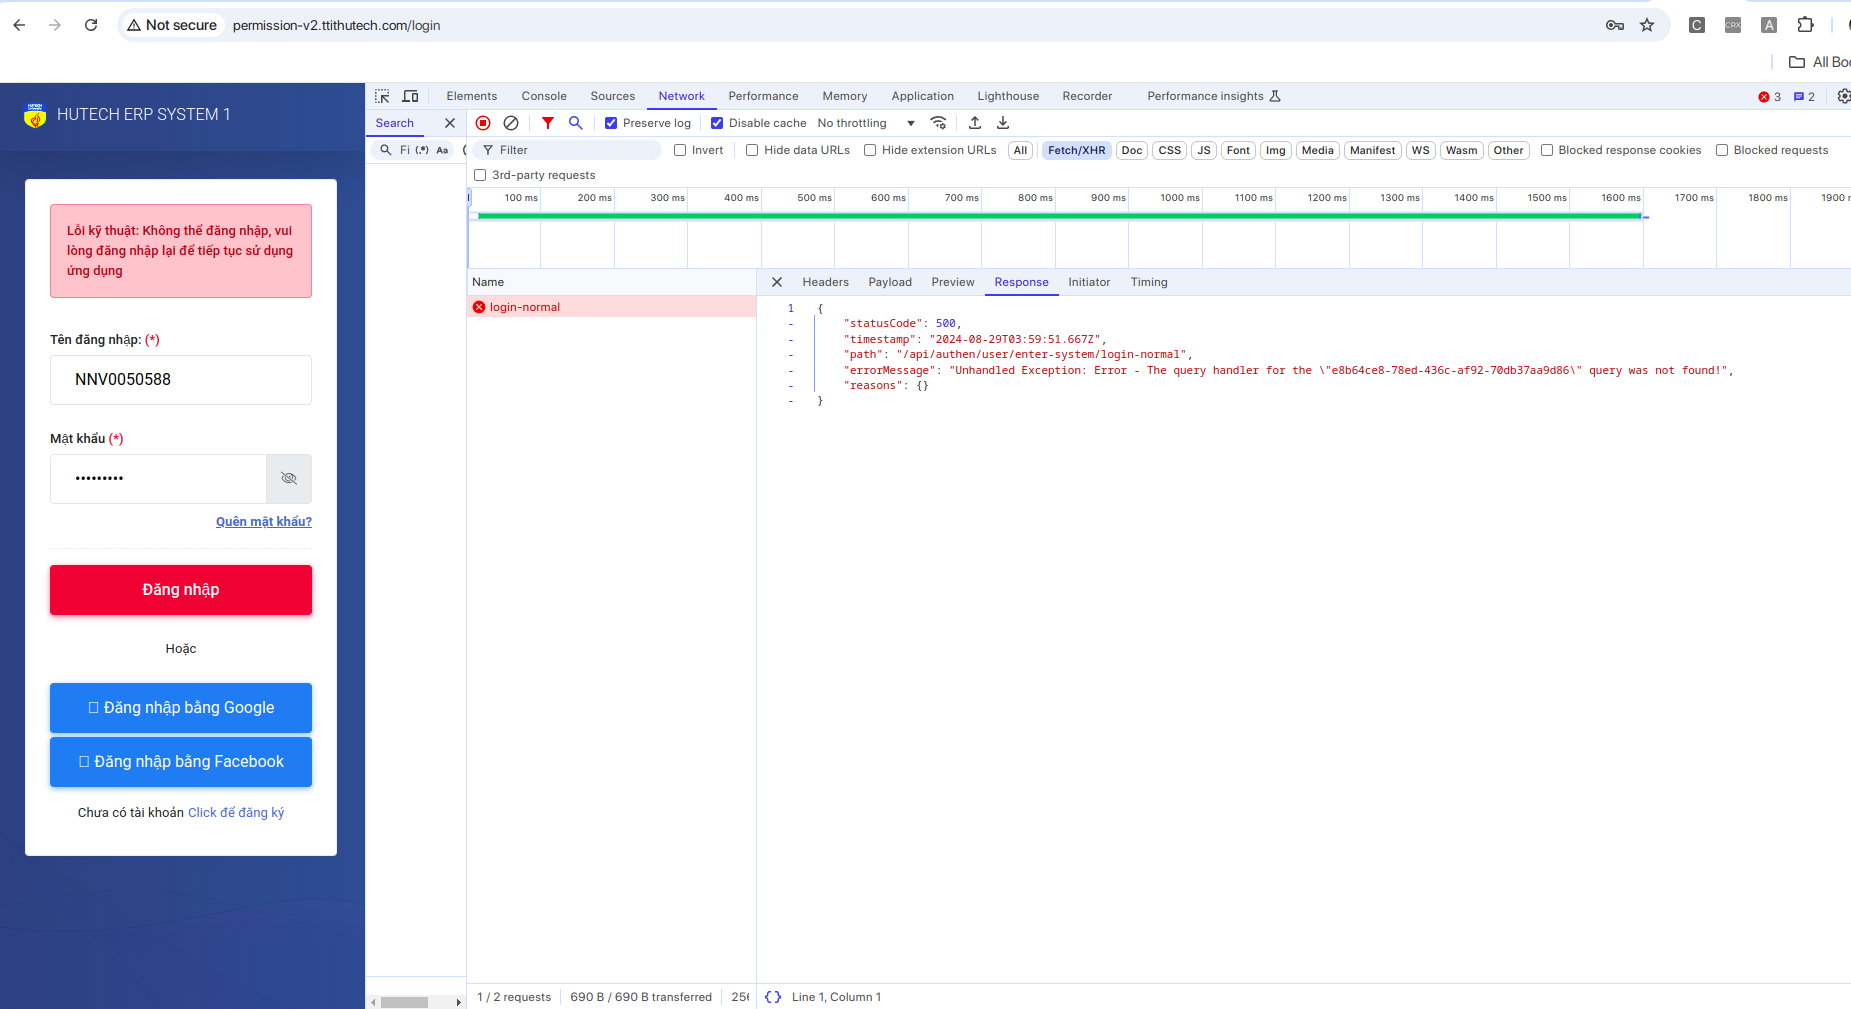 Not secure
permission-v2.ttithutech.com/login
All Boo
HUTECH ERP SYSTEM 1
Lỗi kỹ thuật: Không thể đăng nhập, vui
lòng đăng nhập lại để tiếp tục sử dụng
ứng dụng
Tên đăng nhập: (*)
NNV0050588
Mật khẩu (*)
•••••••••
Quên mật khẩu?
Đăng nhập
Hoặc
Đăng nhập bằng Google
Đăng nhập bằng Facebook
Chưa có tài khoản Click để đăng ký
Elements Console Sources Network Performance Memory Application Lighthouse Recorder Performance insights 3 2
Search
Preserve log Disable cache No throttling
Fi (.*) Aa
Filter Invert Hide data URLs Hide extension URLs All Fetch/XHR Doc CSS JS Font Img Media Manifest WS Wasm Other Blocked response cookies Blocked requests
3rd-party requests
100 ms 200 ms 300 ms 400 ms 500 ms 600 ms 700 ms 800 ms 900 ms 1000 ms 1100 ms 1200 ms 1300 ms 1400 ms 1500 ms 1600 ms 1700 ms 1800 ms 1900 m
Name
login-normal
Headers Payload Preview Response Initiator Timing
1 {
- "statusCode": 500,
- "timestamp": "2024-08-29T03:59:51.667Z",
- "path": "/api/authen/user/enter-system/login-normal",
- "errorMessage": "Unhandled Exception: Error - The query handler for the \"e8b64ce8-78ed-436c-af92-70db37aa9d86\" query was not found!",
- "reasons": {}
- }
1 / 2 requests 690 B / 690 B transferred 256
{} Line 1, Column 1